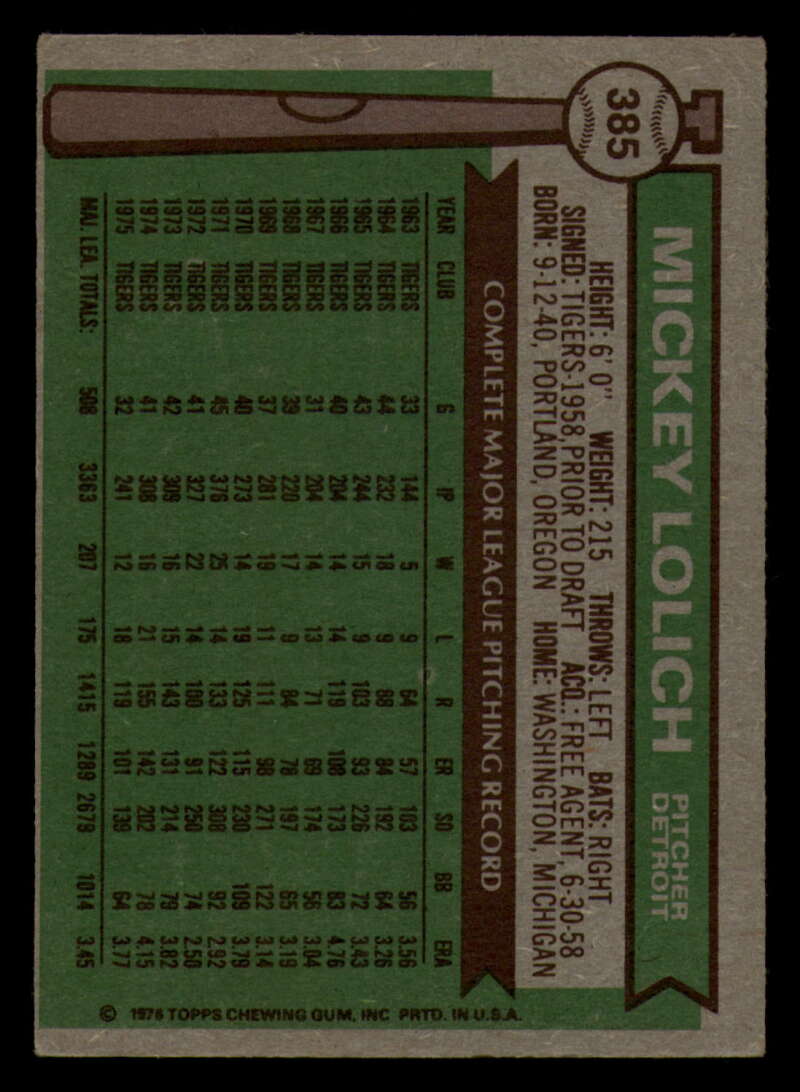 385
MICKEY LOLICH
PITCHER
DETROIT
HEIGHT: 6' 0" WEIGHT: 215 THROWS: LEFT BATS: RIGHT
SIGNED: TIGERS-1958, PRIOR TO DRAFT ACQ.: FREE AGENT, 6-30-58
BORN: 9-12-40, PORTLAND, OREGON HOME: WASHINGTON, MICHIGAN
COMPLETE MAJOR LEAGUE PITCHING RECORD
YEAR CLUB G IP W L R ER SO BB ERA
1963 TIGERS 33 144 5 9 64 57 103 56 3.56
1964 TIGERS 44 232 18 9 88 84 192 64 3.26
1965 TIGERS 43 244 15 9 103 93 226 72 3.43
1966 TIGERS 40 204 14 14 119 108 173 83 4.76
1967 TIGERS 31 204 14 13 71 69 174 56 3.04
1968 TIGERS 39 220 17 9 84 78 197 65 3.19
1969 TIGERS 37 281 19 11 111 98 271 122 3.14
1970 TIGERS 40 273 14 19 125 115 230 109 3.79
1971 TIGERS 45 376 25 14 133 122 308 92 2.92
1972 TIGERS 41 327 22 14 100 91 250 74 2.50
1973 TIGERS 42 309 16 15 143 131 214 79 3.82
1974 TIGERS 41 308 16 21 155 142 202 78 4.15
1975 TIGERS 32 241 12 18 119 101 139 64 3.77
MAJ. LEA. TOTALS: 508 3363 207 175 1415 1289 2678 1014 3.45
© 1976 TOPPS CHEWING GUM, INC PRTD. IN U.S.A.